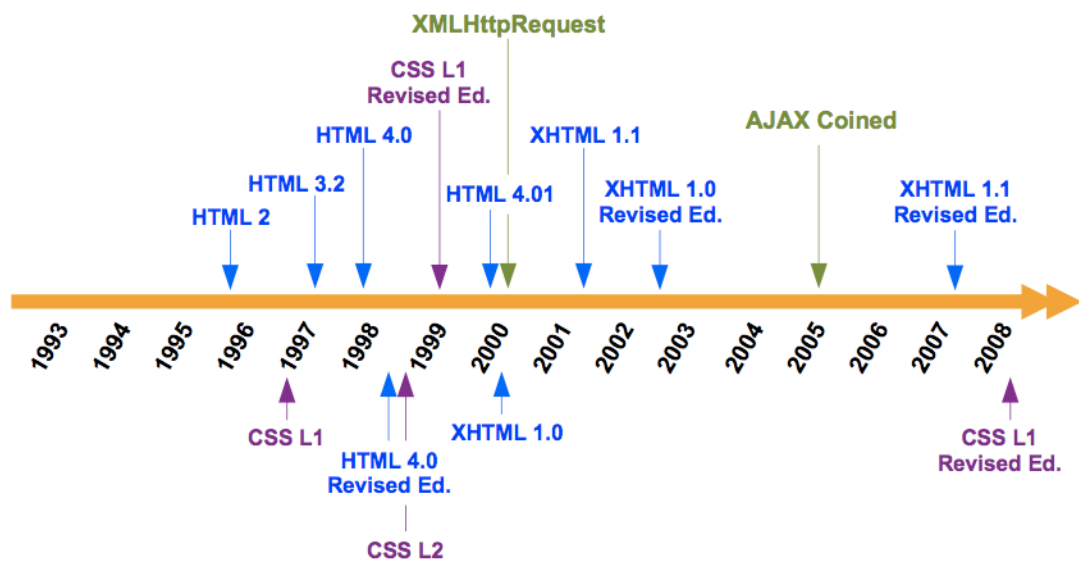 XMLHttpRequest
CSS L1
Revised Ed.
HTML 4.0
XHTML 1.1
AJAX Coined
HTML 3.2
HTML 4.01
XHTML 1.0
Revised Ed.
XHTML 1.1
Revised Ed.
HTML 2
1993
1994
1995
1996
1997
1998
1999
2000
2001
2002
2003
2004
2005
2006
2007
2008
CSS L1
XHTML 1.0
CSS L1
Revised Ed.
HTML 4.0
Revised Ed.
CSS L2